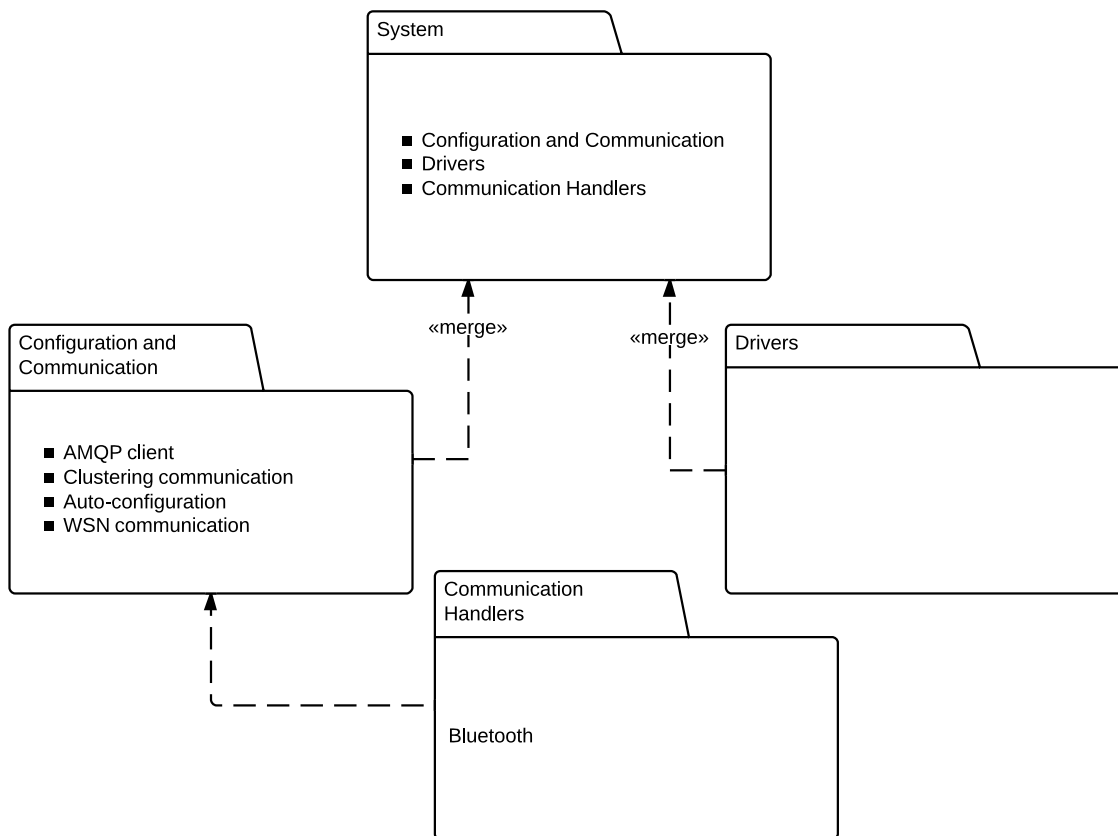 System
Configuration and Communication
Drivers
Communication Handlers
«merge»
«merge»
Configuration and
Communication
AMQP client
Clustering communication
Auto-configuration
WSN communication
Drivers
Communication
Handlers
Bluetooth